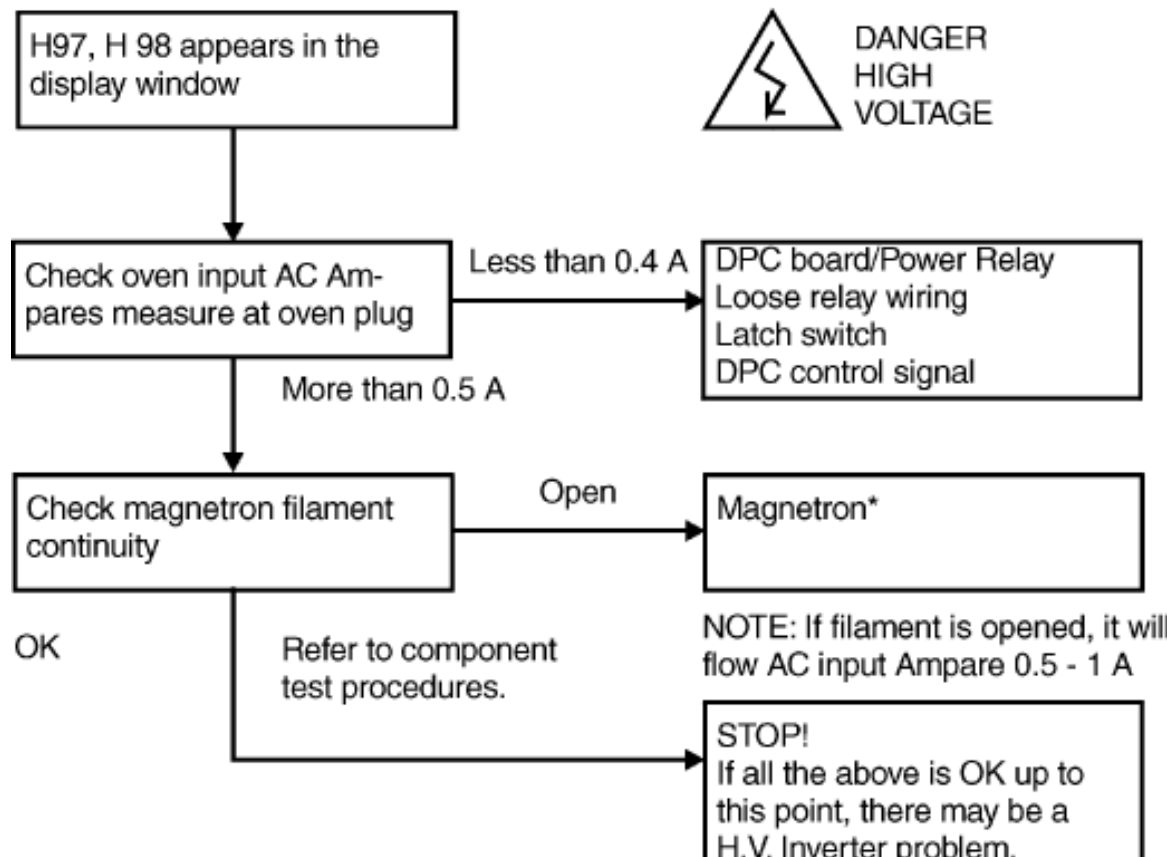 H97, H 98 appears in the
display window
DANGER
HIGH
VOLTAGE
Check oven input AC Am-
pares measure at oven plug
Less than 0.4 A
DPC board/Power Relay
Loose relay wiring
Latch switch
DPC control signal
More than 0.5 A
Check magnetron filament
continuity
Open
Magnetron*
OK
Refer to component
test procedures.
NOTE: If filament is opened, it will
flow AC input Ampare 0.5 - 1 A
STOP!
If all the above is OK up to
this point, there may be a
H.V. Inverter problem.